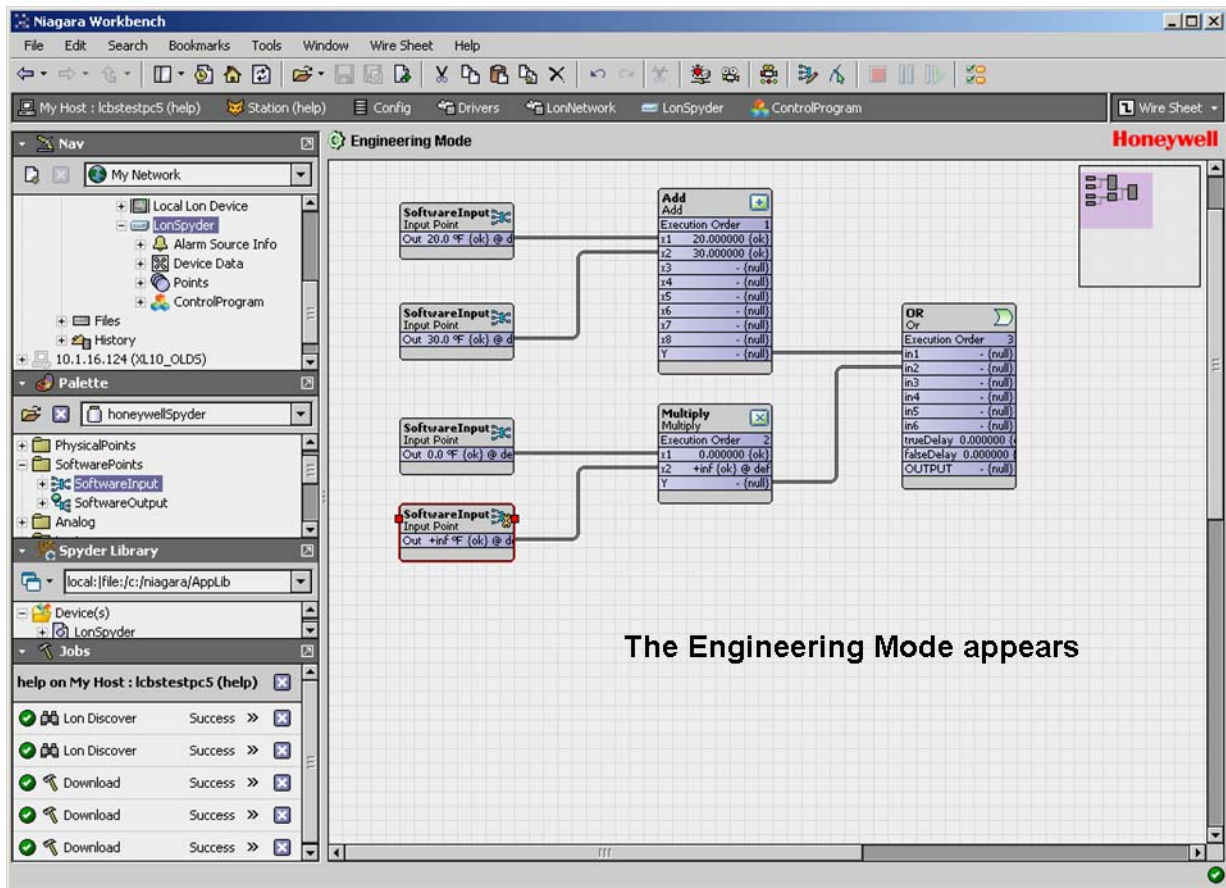 Niagara Workbench
File Edit Search Bookmarks Tools Window Wire Sheet Help
My Host : lcbstestpc5 (help) Station (help) Config Drivers LonNetwork LonSpyder ControlProgram Wire Sheet
Nav
My Network
Local Lon Device
LonSpyder
Alarm Source Info
Device Data
Points
ControlProgram
Files
History
10.1.16.124 (XL10_OLD5)
Palette
honeywellSpyder
PhysicalPoints
SoftwarePoints
SoftwareInput
SoftwareOutput
Analog
Spyder Library
local:|file:/c:/niagara/AppLib
Device(s)
LonSpyder
Jobs
help on My Host : lcbstestpc5 (help)
Lon Discover Success »
Lon Discover Success »
Download Success »
Download Success »
Download Success »
Engineering Mode
Honeywell
SoftwareInput
Input Point
Out 20.0 °F {ok} @ d
SoftwareInput
Input Point
Out 30.0 °F {ok} @ d
SoftwareInput
Input Point
Out 0.0 °F {ok} @ de
SoftwareInput
Input Point
Out +inf °F {ok} @ d
Add
Add
Execution Order 1
x1 20.000000 {ok}
x2 30.000000 {ok}
x3 - {null}
x4 - {null}
x5 - {null}
x6 - {null}
x7 - {null}
x8 - {null}
Y - {null}
Multiply
Multiply
Execution Order 2
x1 0.000000 {ok}
x2 +inf {ok} @ def
Y - {null}
OR
Or
Execution Order 3
in1 - {null}
in2 - {null}
in3 - {null}
in4 - {null}
in5 - {null}
in6 - {null}
trueDelay 0.000000 {
falseDelay 0.000000 {
OUTPUT - {null}
The Engineering Mode appears